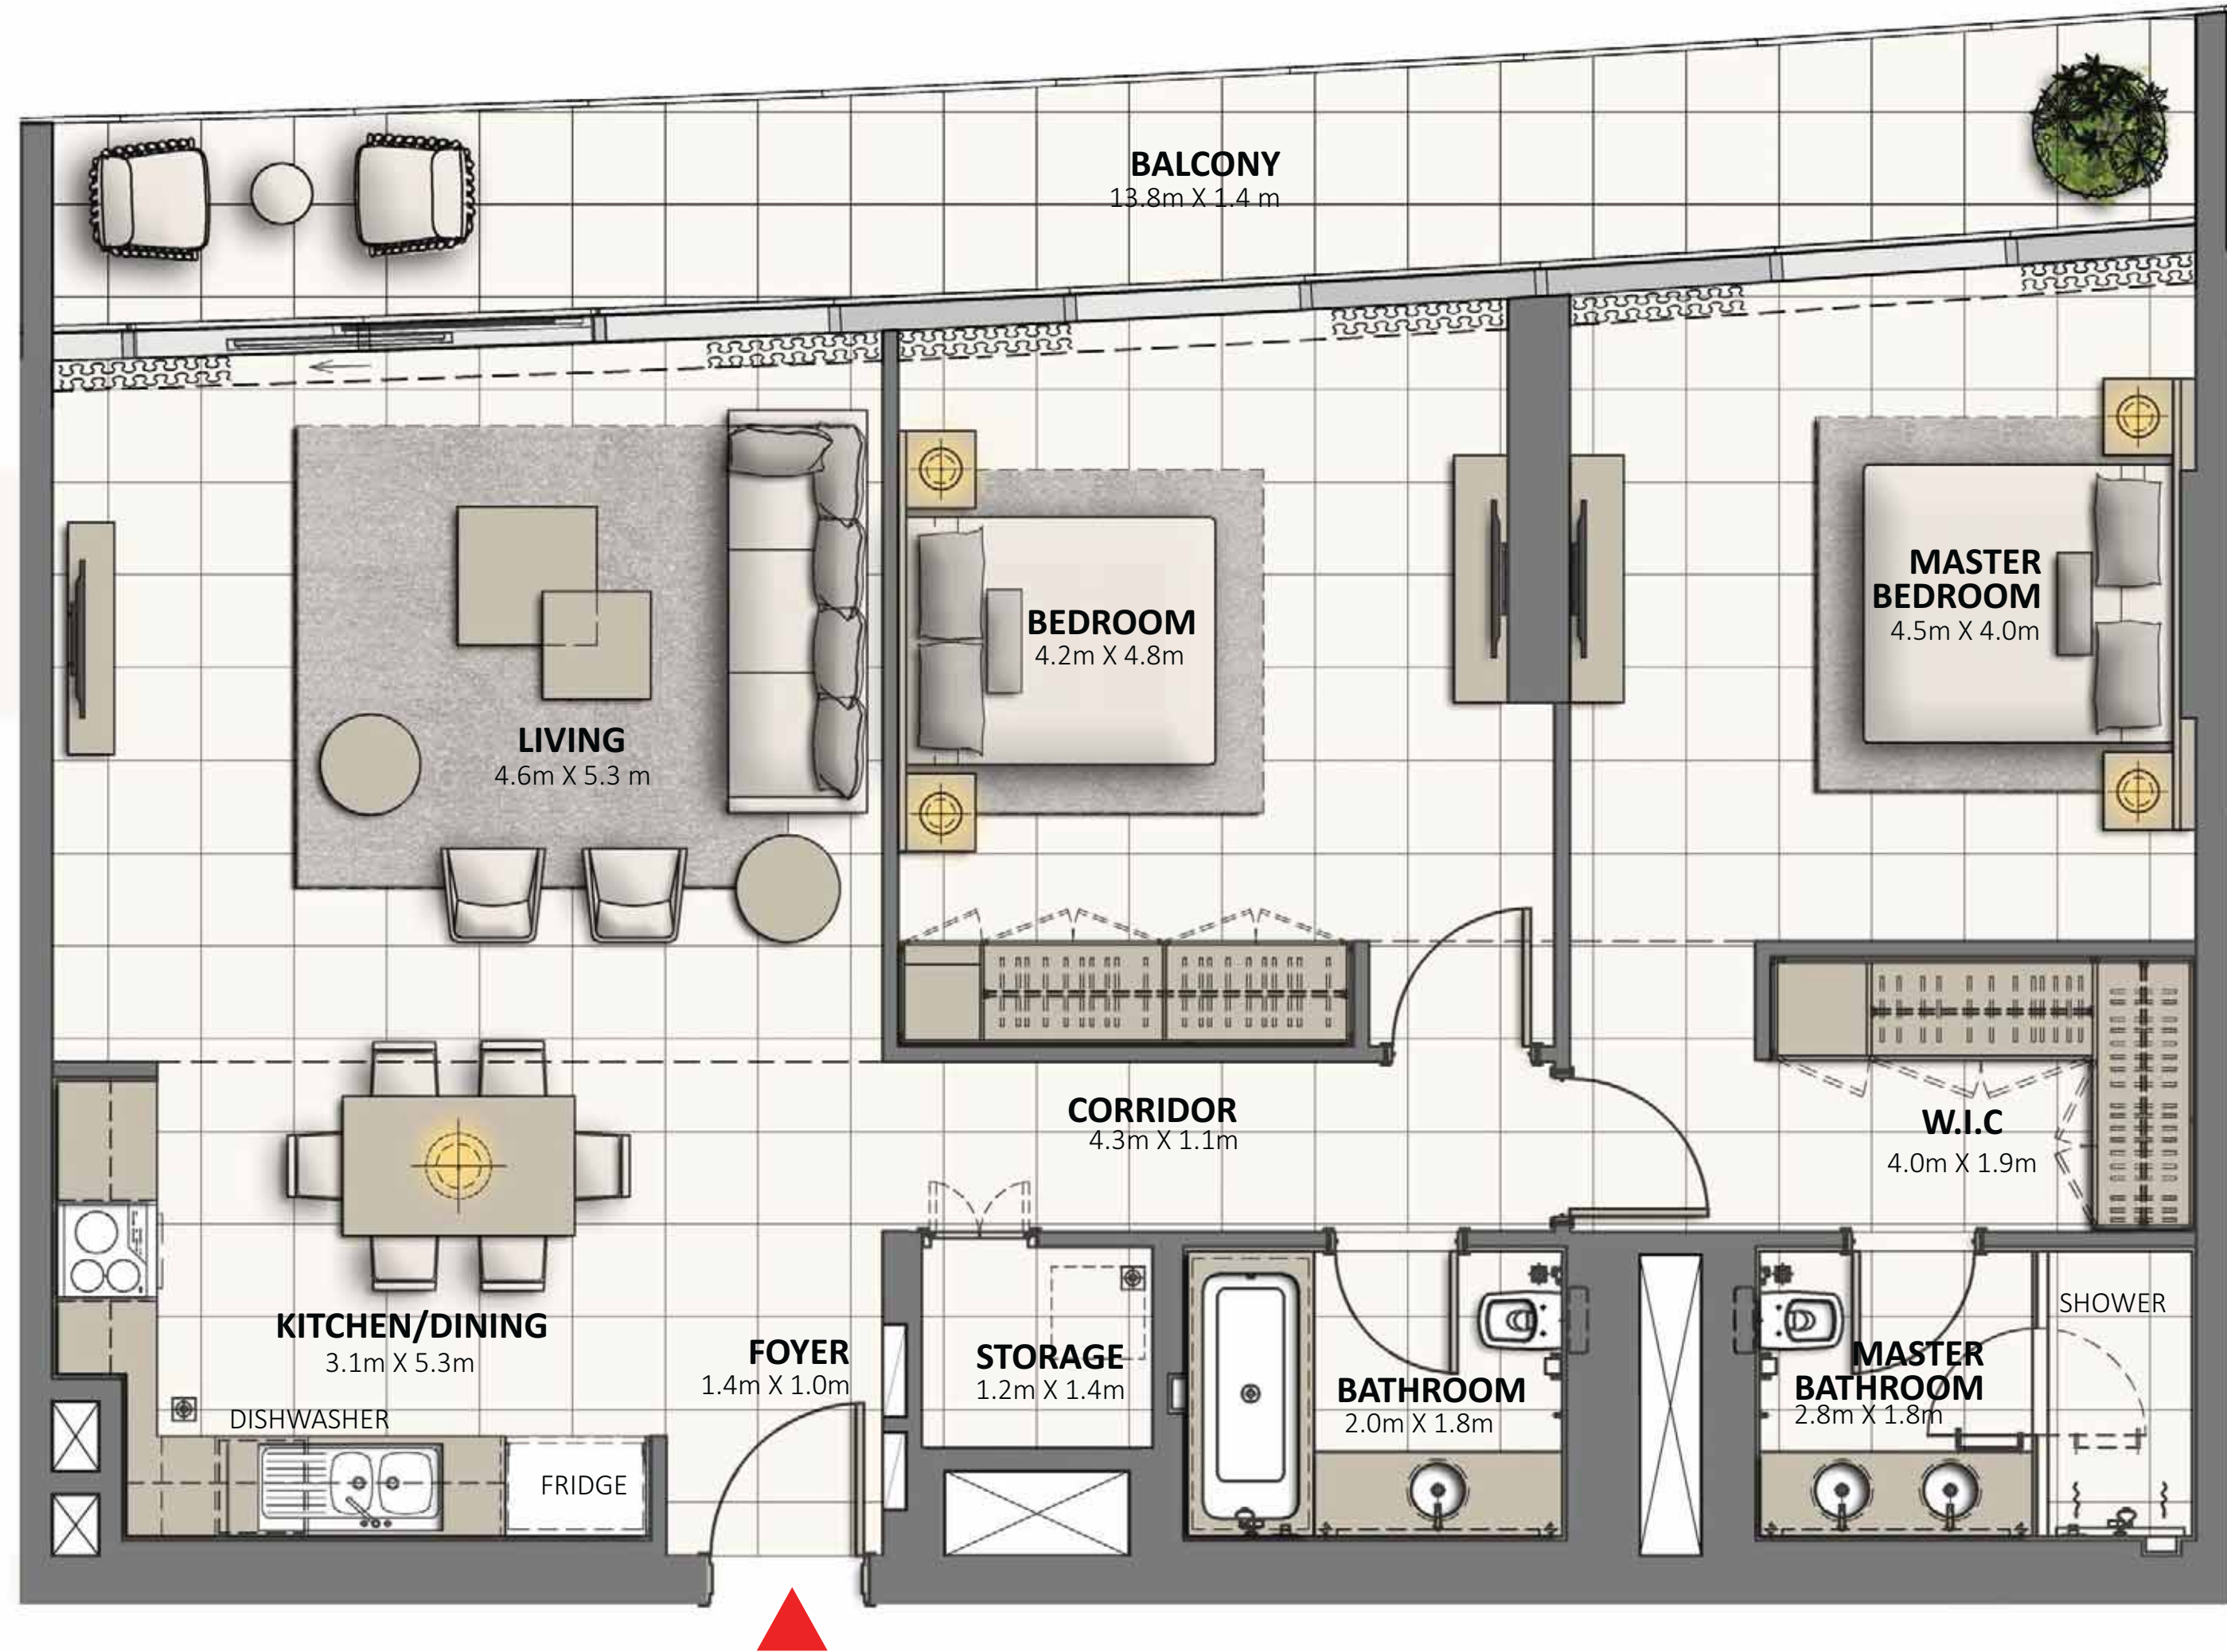 BALCONY
13.8m X 1.4 m
MASTER
BEDROOM
4.5m X 4.0m
BEDROOM
4.2m X 4.8m
LIVING
4.6m X 5.3 m
CORRIDOR
4.3m X 1.1m
W.I.C
4.0m X 1.9m
KITCHEN/DINING
3.1m X 5.3m
FOYER
1.4m X 1.0m
STORAGE
1.2m X 1.4m
BATHROOM
2.0m X 1.8m
MASTER
BATHROOM
2.8m X 1.8m
SHOWER
DISHWASHER
FRIDGE